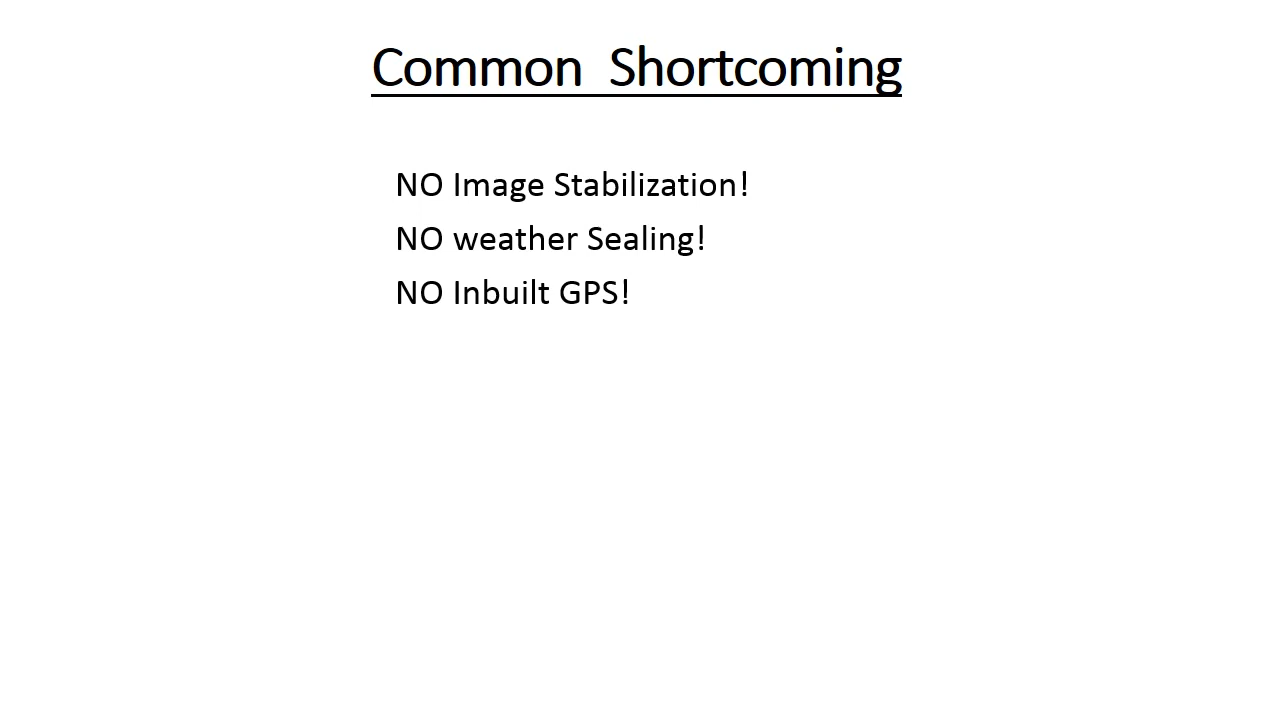 Common  Shortcoming
NO Image Stabilization!
NO weather Sealing!
NO Inbuilt GPS!